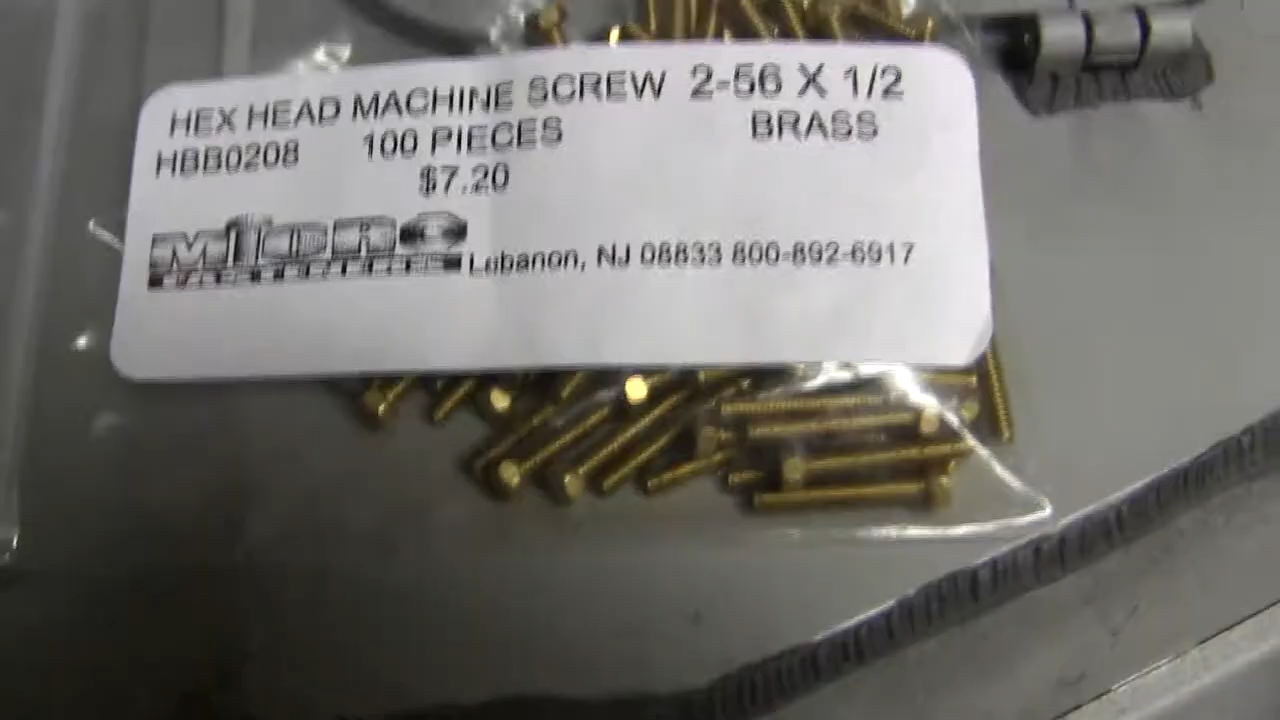 HEX HEAD MACHINE SCREW 2-56 X 1/2
HBB0208 100 PIECES BRASS
$7.20
MICRO
Lebanon, NJ 08833 800-892-6917